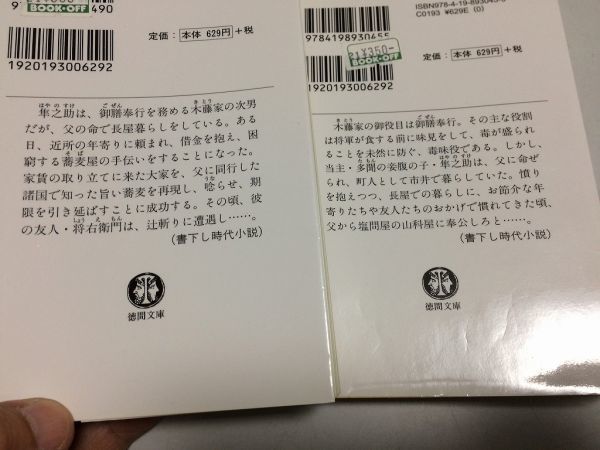 BOOK-OFF
490
定価:本体629円+税
1920193006292
隼之助は、御膳奉行を務める木藤家の次男
だが、父の命で長屋暮らしをしている。ある
日、近所の年寄りに頼まれ、借金を抱え、困
窮する蕎麦屋の手伝いをすることになった。
家賃の取り立てに来た大家を、父に同行した
諸国で知った旨い蕎麦を再現し、唸らせ、期
限を引き延ばすことに成功する。その頃、彼
の友人・将右衛門は、辻斬りに遭遇し……。
(書下し時代小説)
徳間文庫
C0193 ¥629E (0)
9784198930455
21¥350-
BOOK-OFF
定価:本体629円+税
1920193006292
木藤家の御役目は御膳奉行。その主な役割
は将軍が食する前に味見をして、毒が盛られ
ることを未然に防ぐ、毒味役である。しかし、
当主・多聞の妾腹の子・隼之助は、父に命ぜ
られ、町人として市井で暮らしていた。憤り
を抱えつつ、長屋での暮らしに、お節介な年
寄りたちや友人たちのおかげで慣れてきた頃、
父から塩問屋の山科屋に奉公しろと……。
(書下し時代小説)
徳間文庫